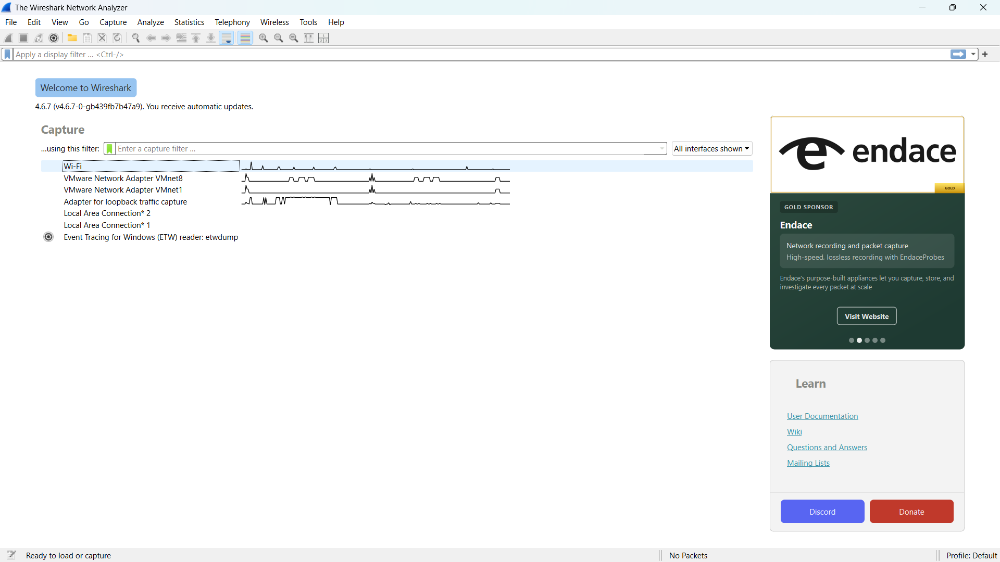 The Wireshark Network Analyzer
File Edit View Go Capture Analyze Statistics Telephony Wireless Tools Help
Apply a display filter ... <Ctrl-/>
Welcome to Wireshark
4.6.7 (v4.6.7-0-gb439fb7b47a9). You receive automatic updates.
Capture
...using this filter: Enter a capture filter ... All interfaces shown
Wi-Fi
VMware Network Adapter VMnet8
VMware Network Adapter VMnet1
Adapter for loopback traffic capture
Local Area Connection* 2
Local Area Connection* 1
Event Tracing for Windows (ETW) reader: etwdump
endace
GOLD
GOLD SPONSOR
Endace
Network recording and packet capture
High-speed, lossless recording with EndaceProbes
Endace's purpose-built appliances let you capture, store, and
investigate every packet at scale
Visit Website
Learn
User Documentation
Wiki
Questions and Answers
Mailing Lists
Discord Donate
Ready to load or capture No Packets Profile: Default